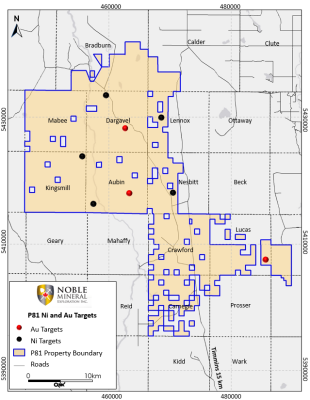 460000 480000
N
Bradburn Calder Clute
5430000 Mabee Dargavel Lennox Ottaway 5430000
Kingsmill Aubin Nesbitt Beck
Lucas
5410000 Geary Mahaffy Crawford 5410000
NOBLE
MINERAL
EXPLORATION INC.
P81 Ni and Au Targets
Au Targets
Ni Targets
P81 Property Boundary
Roads
0 10km
Reid Prosser
Kidd Wark
Timmins 15 km
5390000 5390000
460000 480000